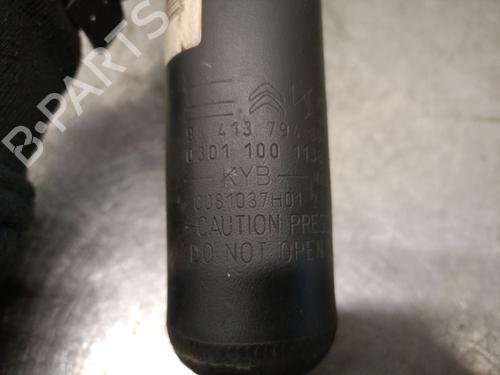 B-PARTS
413 794
0301 100 113
KYB
0081037H01
CAUTION PRES
DO NOT OPEN